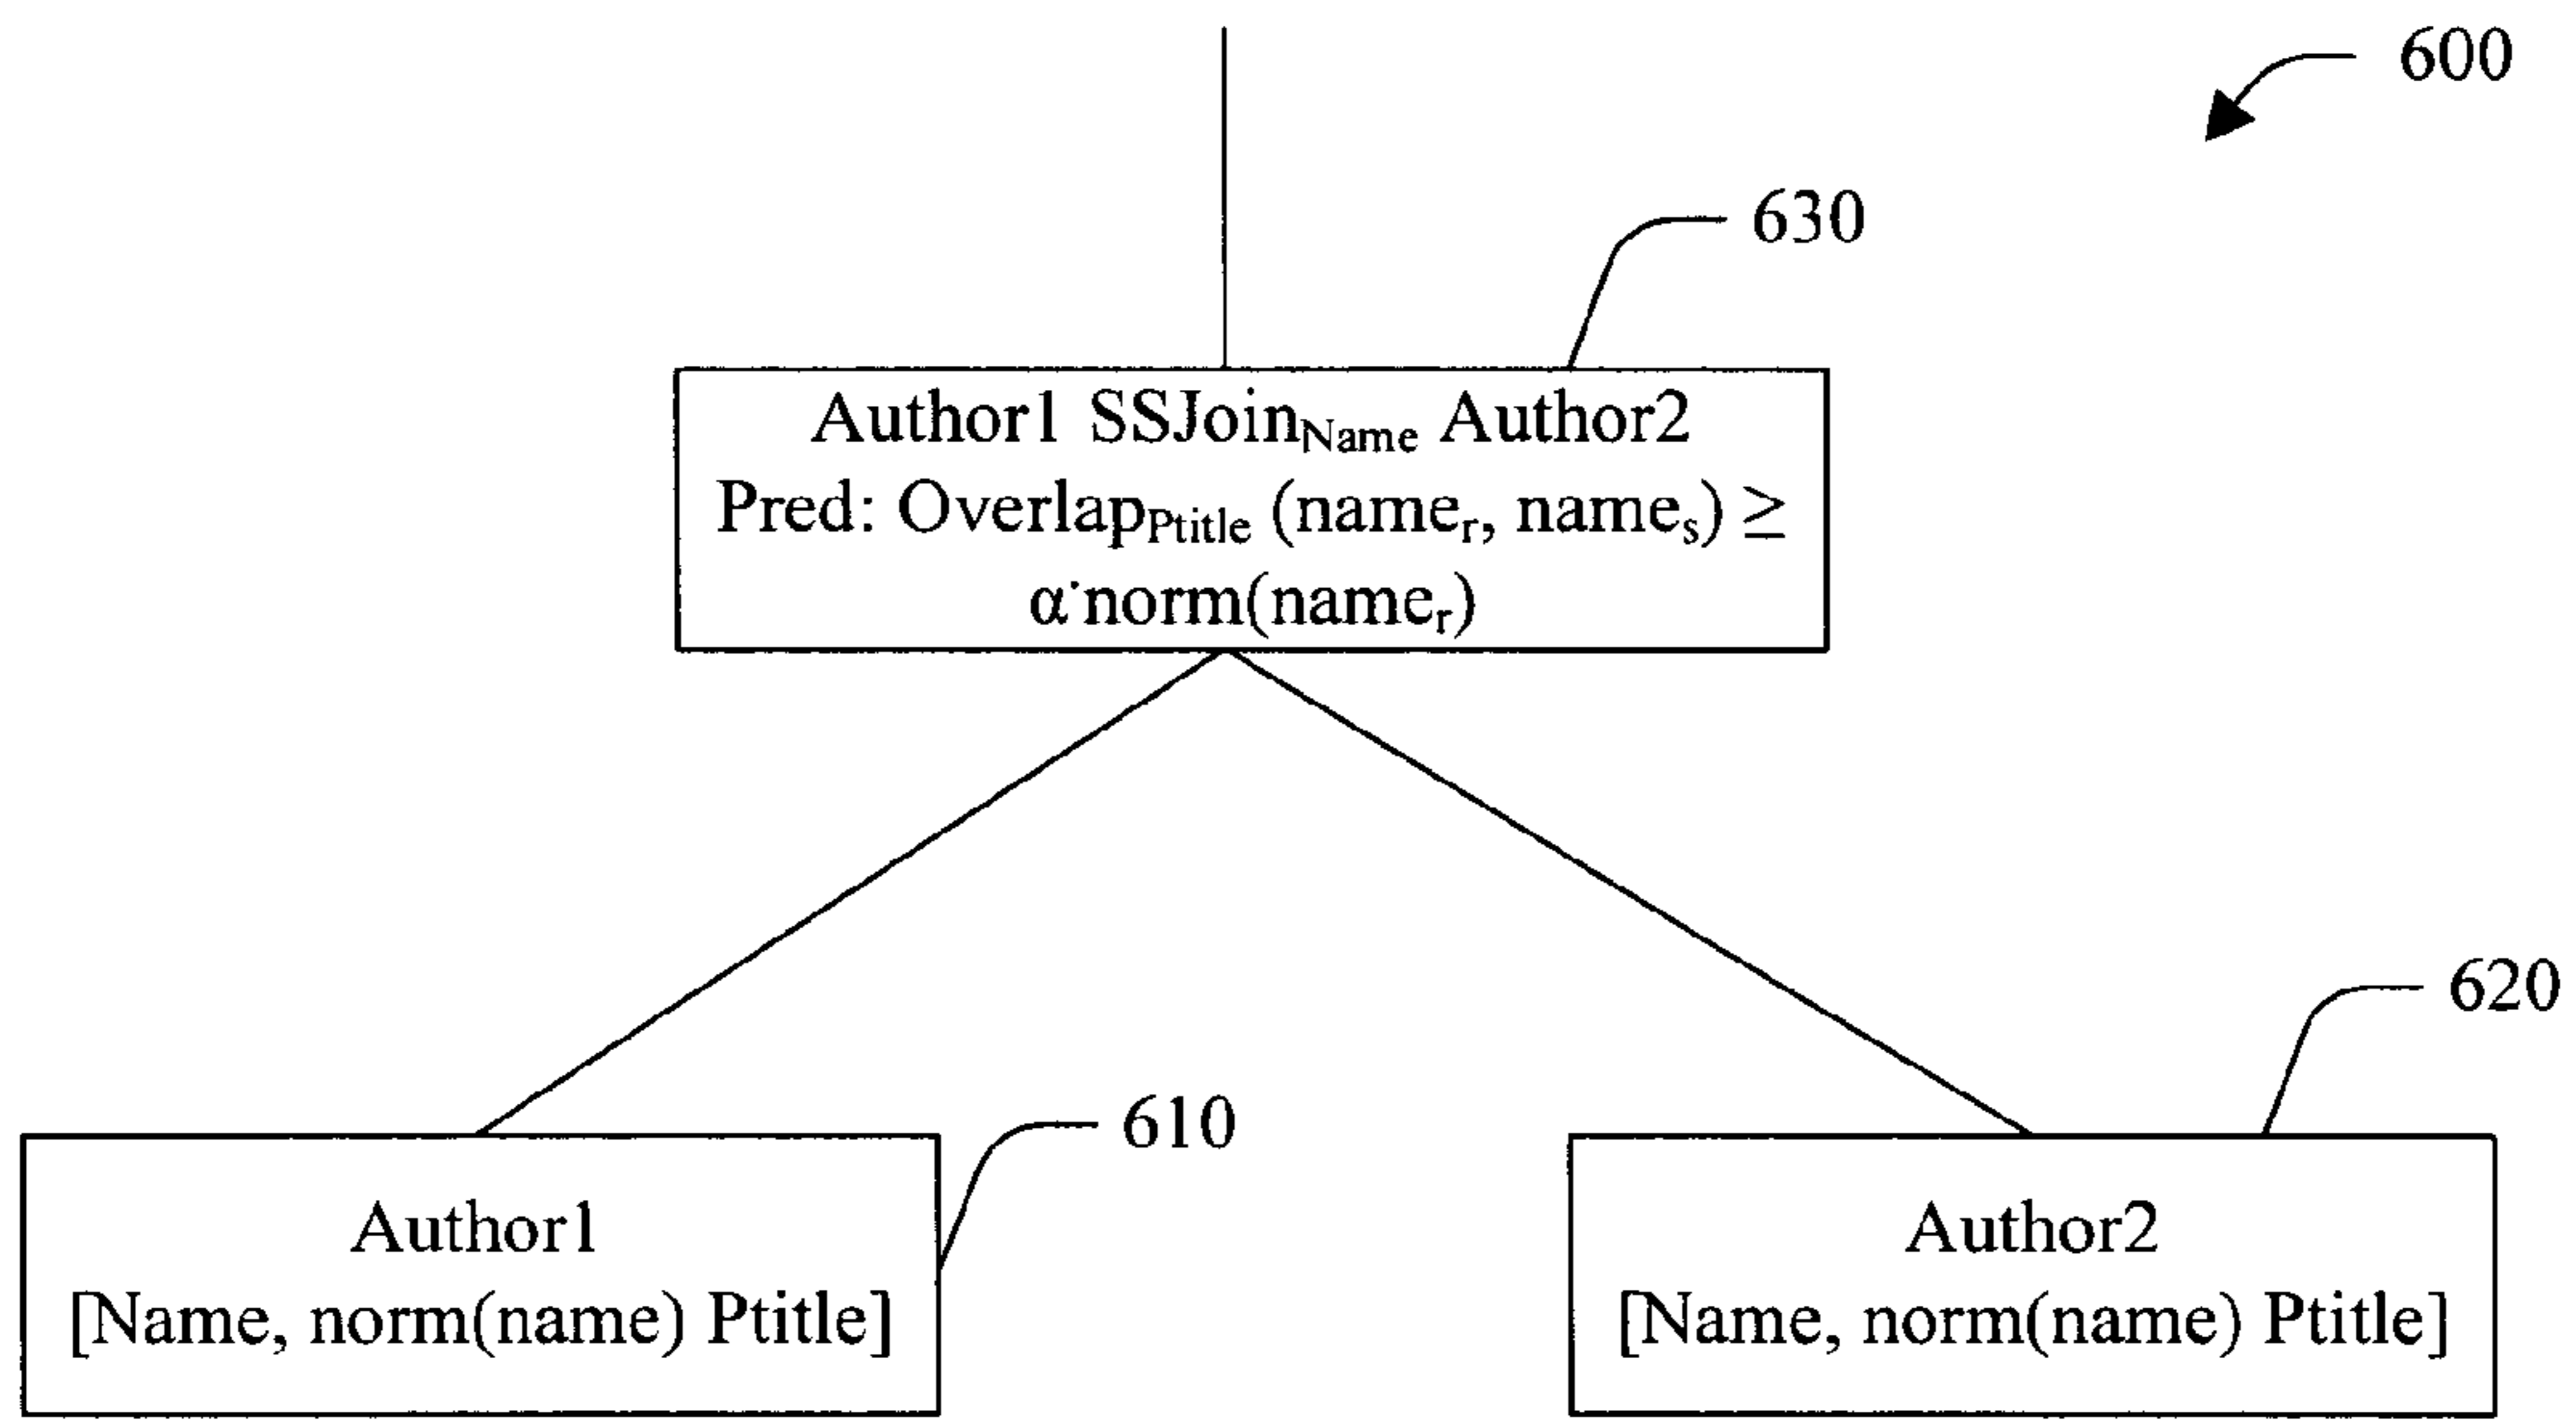 600
630
Author1 SSJoinName Author2
Pred: OverlapPtitle (namer, names) ≥
α·norm(namer)
620
610
Author1
[Name, norm(name) Ptitle]
Author2
[Name, norm(name) Ptitle]